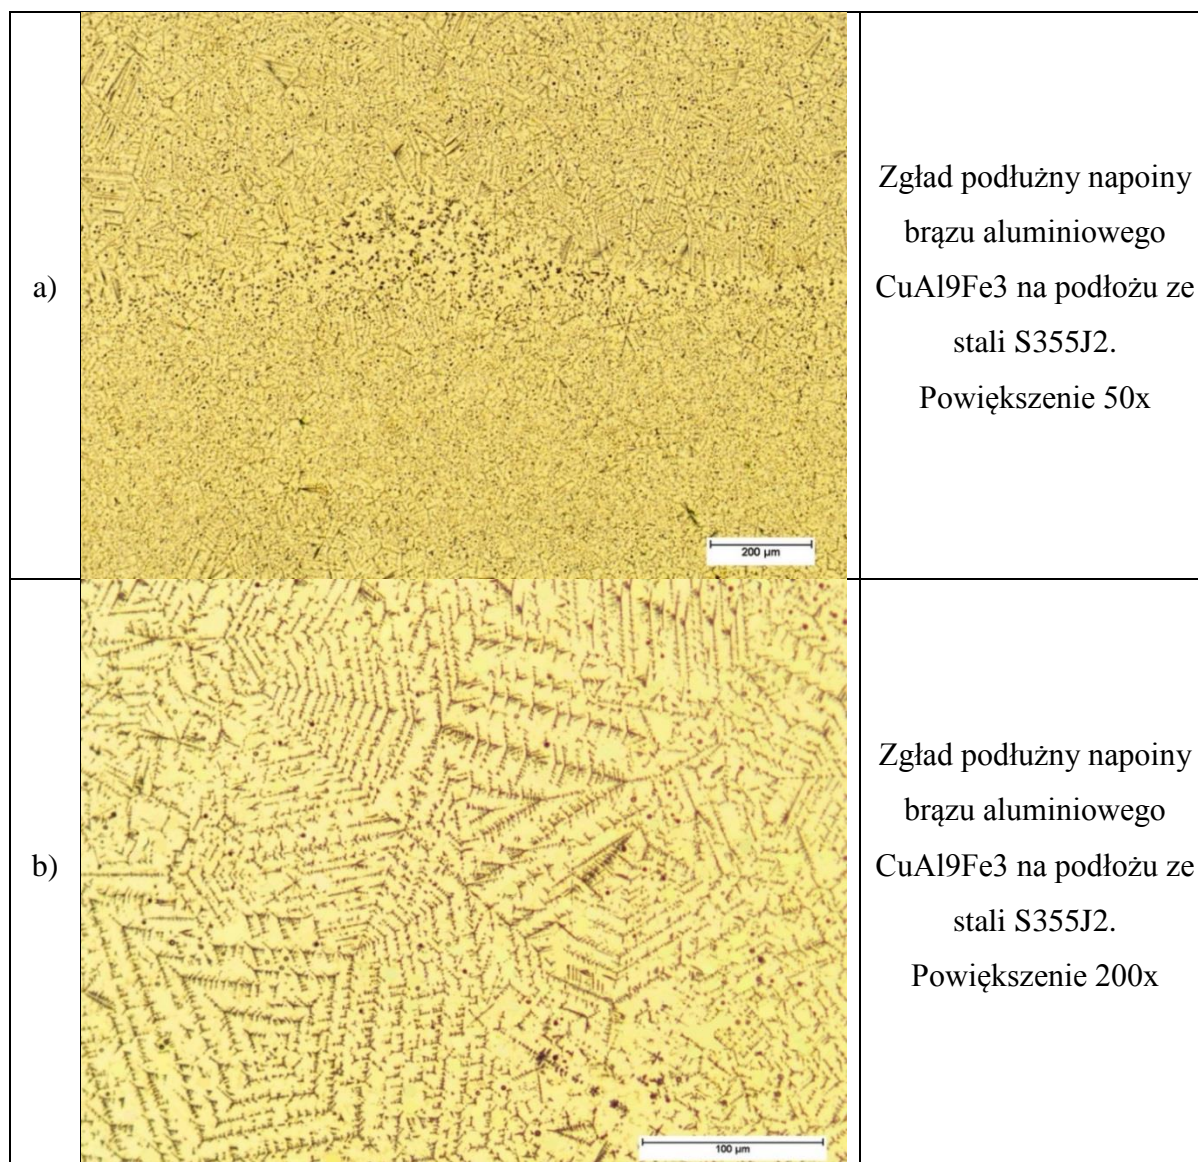 a)
Zgład podłużny napoiny
brązu aluminiowego
CuAl9Fe3 na podłożu ze
stali S355J2.
Powiększenie 50x
200 µm
b)
Zgład podłużny napoiny
brązu aluminiowego
CuAl9Fe3 na podłożu ze
stali S355J2.
Powiększenie 200x
100 µm